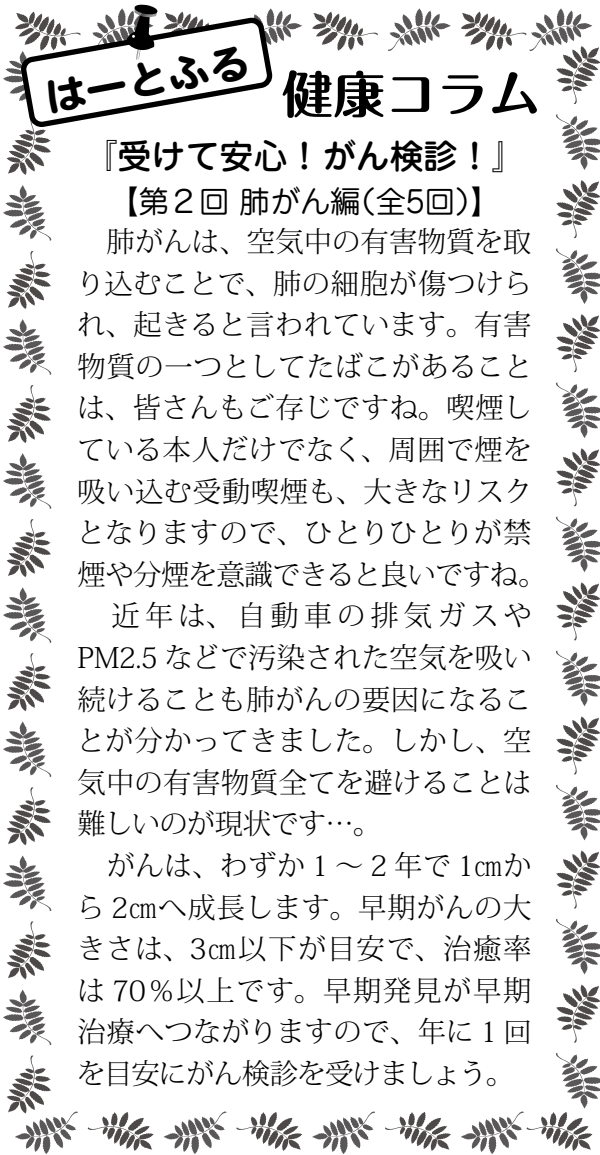 はーとふる
健康コラム
『受けて安心！がん検診！』
【第２回 肺がん編(全5回)】
　肺がんは、空気中の有害物質を取
り込むことで、肺の細胞が傷つけら
れ、起きると言われています。有害
物質の一つとしてたばこがあること
は、皆さんもご存じですね。喫煙し
ている本人だけでなく、周囲で煙を
吸い込む受動喫煙も、大きなリスク
となりますので、ひとりひとりが禁
煙や分煙を意識できると良いですね。
　近年は、自動車の排気ガスや
PM2.5 などで汚染された空気を吸い
続けることも肺がんの要因になるこ
とが分かってきました。しかし、空
気中の有害物質全てを避けることは
難しいのが現状です…。
　がんは、わずか 1 ～ 2 年で 1㎝か
ら 2㎝へ成長します。早期がんの大
きさは、3㎝以下が目安で、治癒率
は 70％以上です。早期発見が早期
治療へつながりますので、年に 1 回
を目安にがん検診を受けましょう。